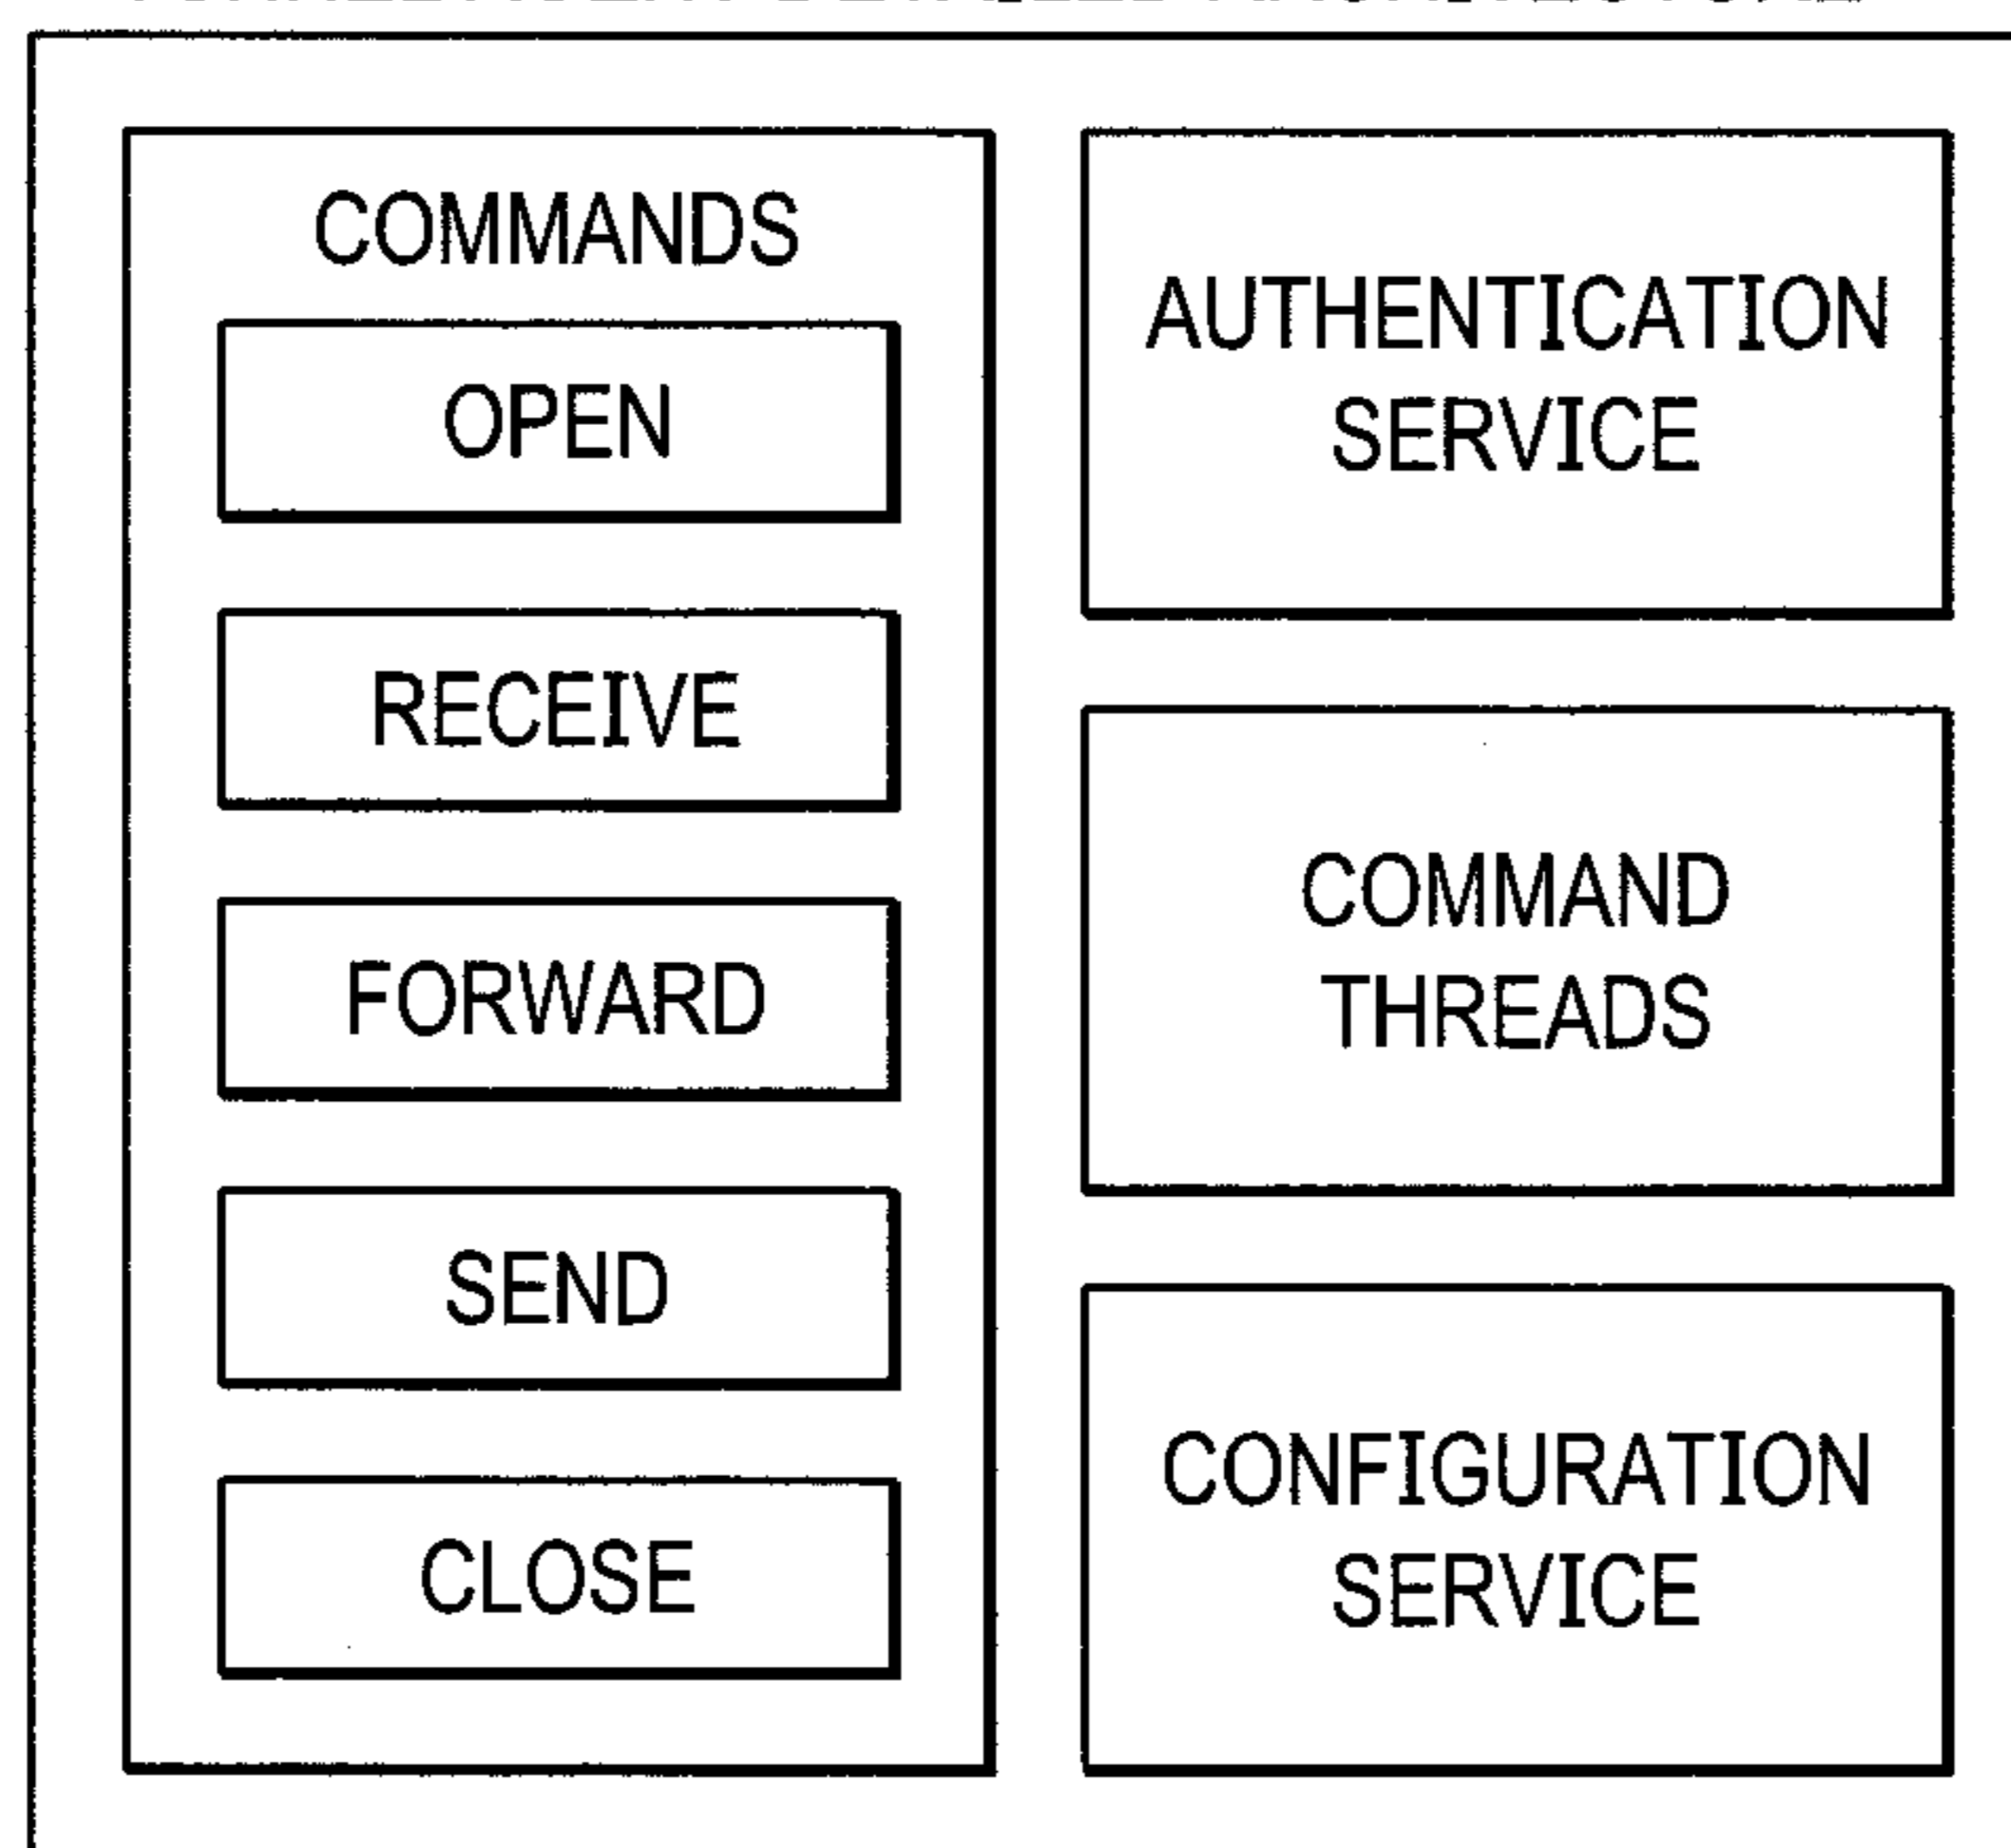 COMMANDS
OPEN
RECEIVE
FORWARD
SEND
CLOSE
AUTHENTICATION
SERVICE
COMMAND
THREADS
CONFIGURATION
SERVICE